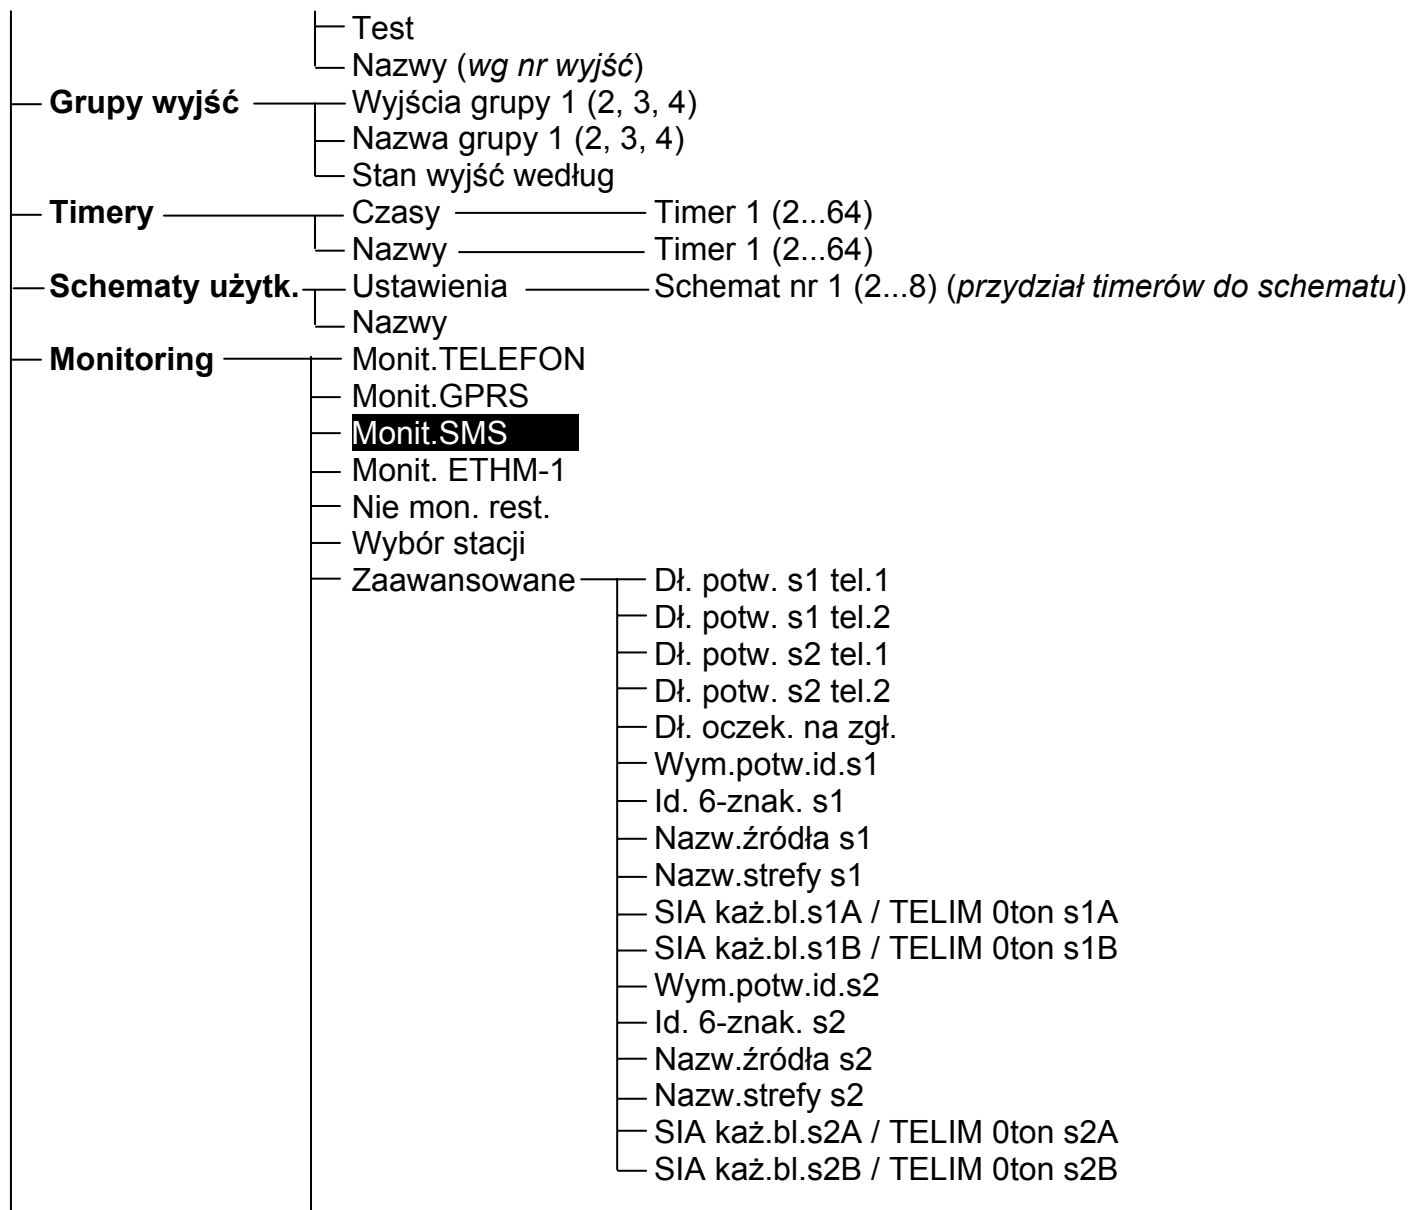 Test
Nazwy (wg nr wyjść)
Grupy wyjść Wyjścia grupy 1 (2, 3, 4)
Nazwa grupy 1 (2, 3, 4)
Stan wyjść według
Timery Czasy Timer 1 (2...64)
Nazwy Timer 1 (2...64)
Schematy użytk. Ustawienia Schemat nr 1 (2...8) (przydział timerów do schematu)
Nazwy
Monitoring Monit.TELEFON
Monit.GPRS
Monit.SMS
Monit. ETHM-1
Nie mon. rest.
Wybór stacji
Zaawansowane Dł. potw. s1 tel.1
Dł. potw. s1 tel.2
Dł. potw. s2 tel.1
Dł. potw. s2 tel.2
Dł. oczek. na zgł.
Wym.potw.id.s1
Id. 6-znak. s1
Nazw.źródła s1
Nazw.strefy s1
SIA każ.bl.s1A / TELIM 0ton s1A
SIA każ.bl.s1B / TELIM 0ton s1B
Wym.potw.id.s2
Id. 6-znak. s2
Nazw.źródła s2
Nazw.strefy s2
SIA każ.bl.s2A / TELIM 0ton s2A
SIA każ.bl.s2B / TELIM 0ton s2B